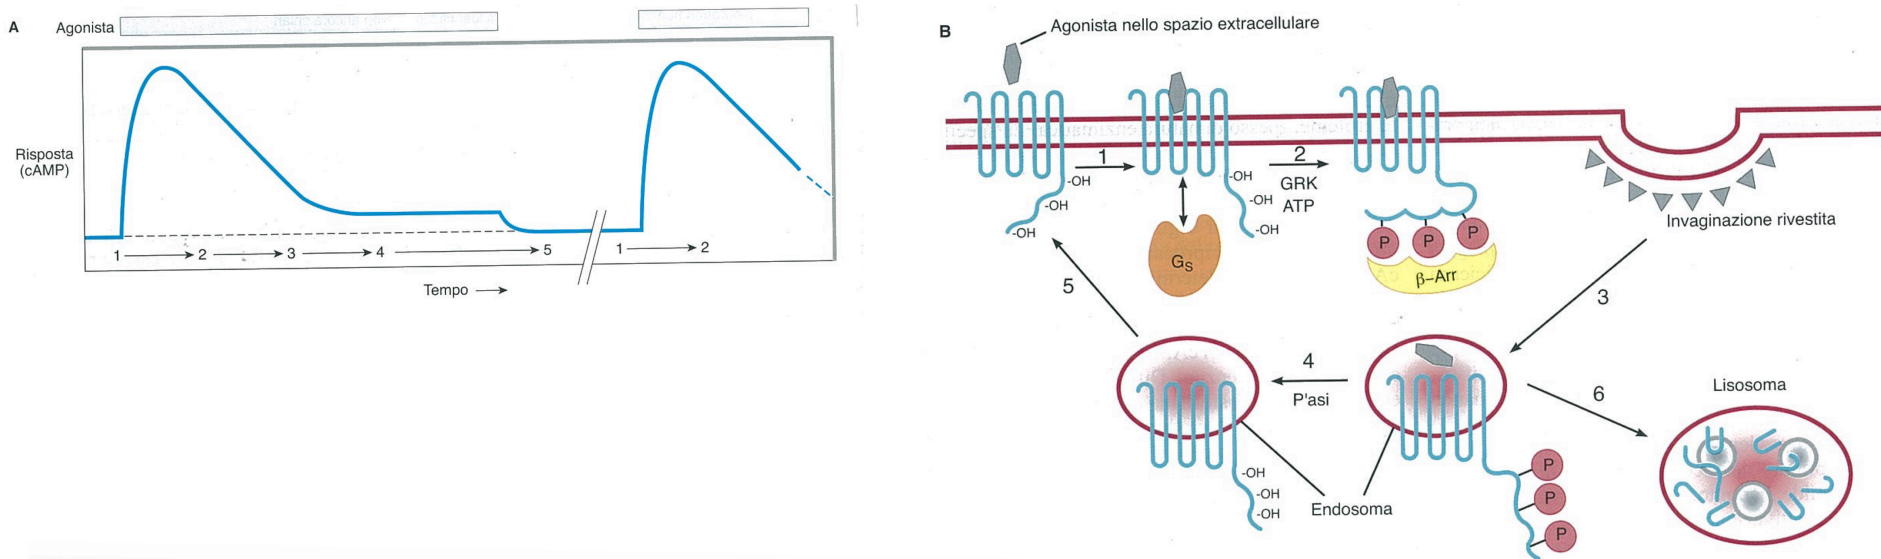 A
Agonista
Risposta
(cAMP)
1
2
3
4
5
1
2
Tempo
B
Agonista nello spazio extracellulare
-OH
-OH
1
-OH
-OH
-OH
Gs
2
GRK
ATP
P
P
P
β–Arr
Invaginazione rivestita
3
5
4
P'asi
6
Lisosoma
-OH
-OH
-OH
Endosoma
P
P
P